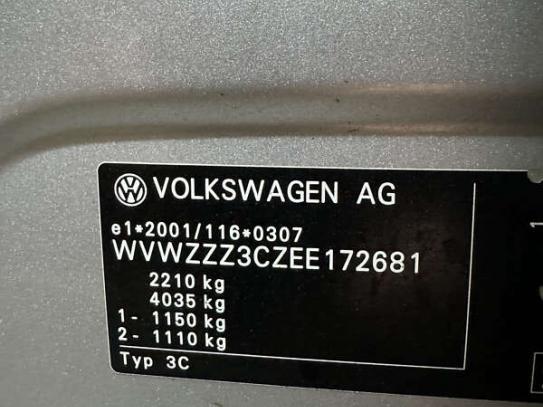 VOLKSWAGEN AG
e1*2001/116*0307
WVWZZZ3CZEE172681
2210 kg
4035 kg
1- 1150 kg
2- 1110 kg
Typ 3C